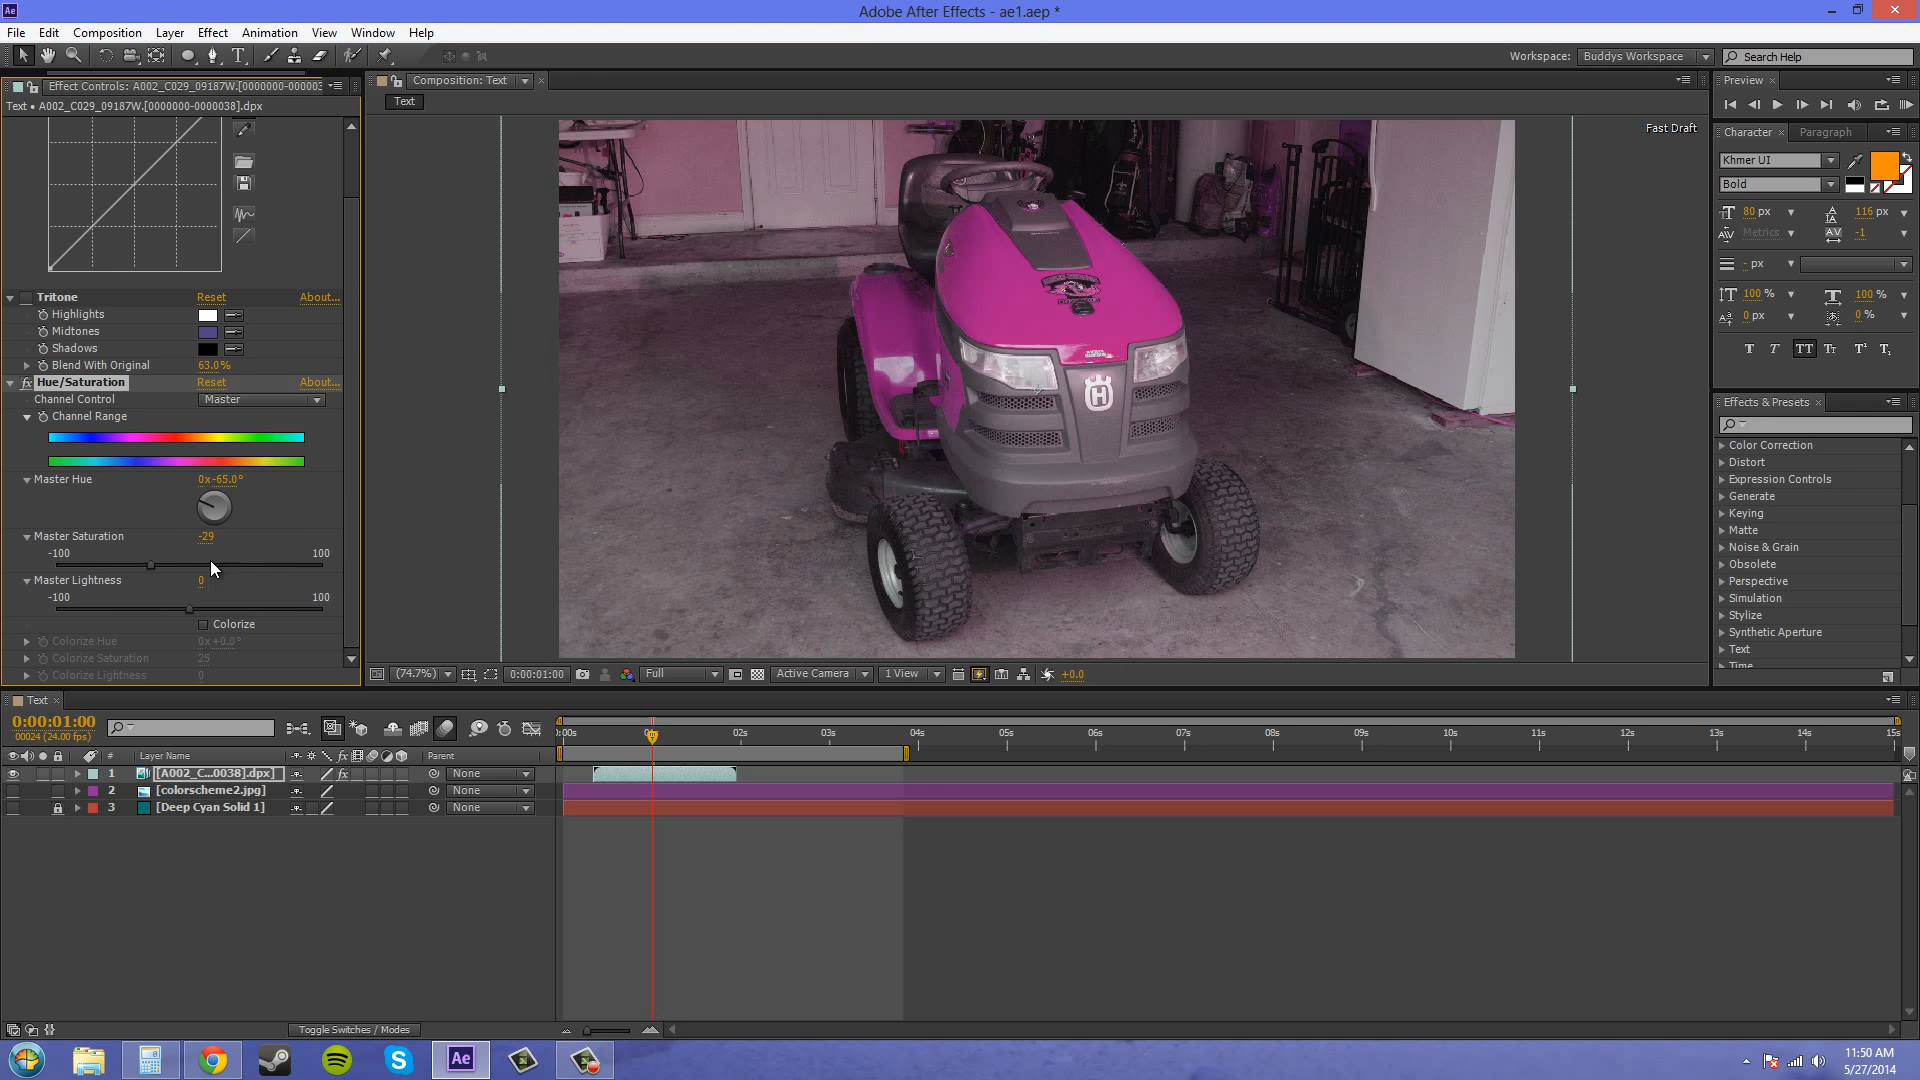 Ae Adobe After Effects - ae1.aep *
File Edit Composition Layer Effect Animation View Window Help
Workspace: Buddys Workspace Search Help
Effect Controls: A002_C029_09187W.[0000000-000003
Text • A002_C029_09187W.[0000000-0000038].dpx
Tritone Reset About...
Highlights
Midtones
Shadows
Blend With Original 63.0%
fx Hue/Saturation Reset About...
Channel Control Master
Channel Range
Master Hue 0x-65.0°
Master Saturation -29
-100 100
Master Lightness 0
-100 100
Colorize
Colorize Hue 0x+0.0°
Colorize Saturation 25
Colorize Lightness 0
Composition: Text
Text
Fast Draft
H
(74.7%) 0:00:01:00 Full Active Camera 1 View +0.0
Preview
Character Paragraph
Khmer UI
Bold
80 px 116 px
Metrics -1
- px
100 % 100 %
0 px 0 %
T T TT Tt T¹ T₁
Effects & Presets
Color Correction
Distort
Expression Controls
Generate
Keying
Matte
Noise & Grain
Obsolete
Perspective
Simulation
Stylize
Synthetic Aperture
Text
Time
Text
0:00:01:00
00024 (24.00 fps)
:00s 02s 03s 04s 05s 06s 07s 08s 09s 10s 11s 12s 13s 14s 15s
# Layer Name fx Parent
1 [A002_C...0038].dpx] fx None
2 [colorscheme2.jpg] None
3 [Deep Cyan Solid 1] None
Toggle Switches / Modes
Ae
11:50 AM
5/27/2014